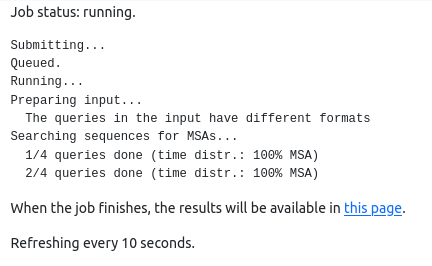 Job status: running.
Submitting...
Queued.
Running...
Preparing input...
The queries in the input have different formats
Searching sequences for MSAs...
1/4 queries done (time distr.: 100% MSA)
2/4 queries done (time distr.: 100% MSA)
When the job finishes, the results will be available in this page.
Refreshing every 10 seconds.